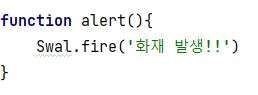 function alert(){
    Swal.fire('화재 발생!!')
}